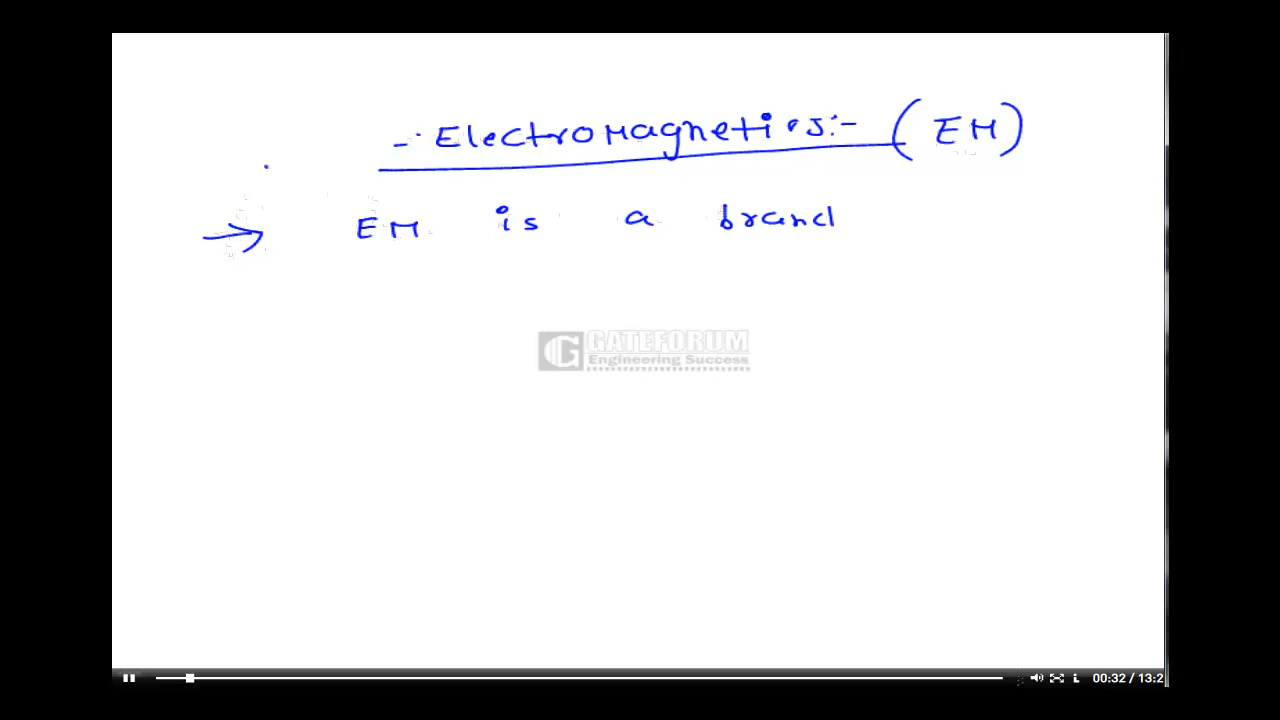 -. Electromagnetics:- (EM)
→ EM is a brand
GATEFORUM
Engineering Success
00:32 / 13:2